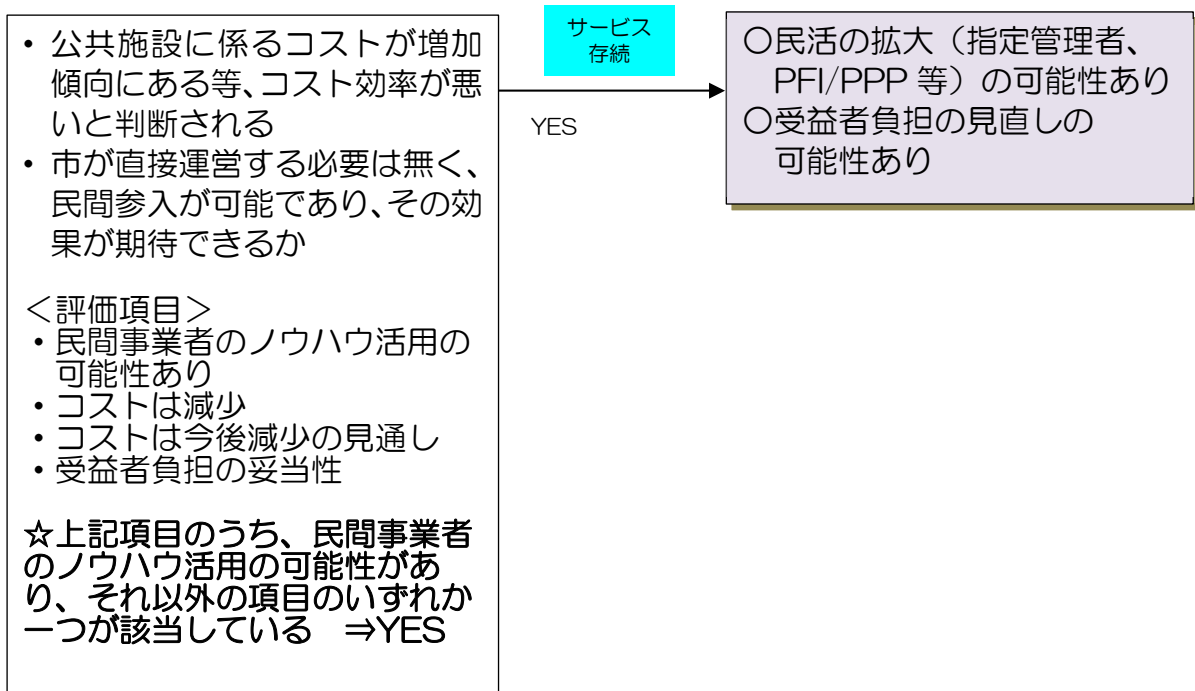 • 公共施設に係るコストが増加
傾向にある等、コスト効率が悪
いと判断される
• 市が直接運営する必要は無く、
民間参入が可能であり、その効
果が期待できるか
＜評価項目＞
・民間事業者のノウハウ活用の
可能性あり
・コストは減少
・コストは今後減少の見通し
・受益者負担の妥当性
☆上記項目のうち、民間事業者
のノウハウ活用の可能性があ
り、それ以外の項目のいずれか
一つが該当している　⇒YES
サービス
存続
YES
〇民活の拡大（指定管理者、
PFI/PPP 等）の可能性あり
〇受益者負担の見直しの
可能性あり